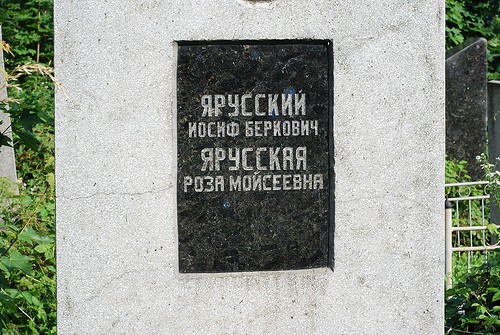 ЯРУССКИЙ
ИОСИФ БЕРКОВИЧ
ЯРУССКАЯ
РОЗА МОЙСЕЕВНА